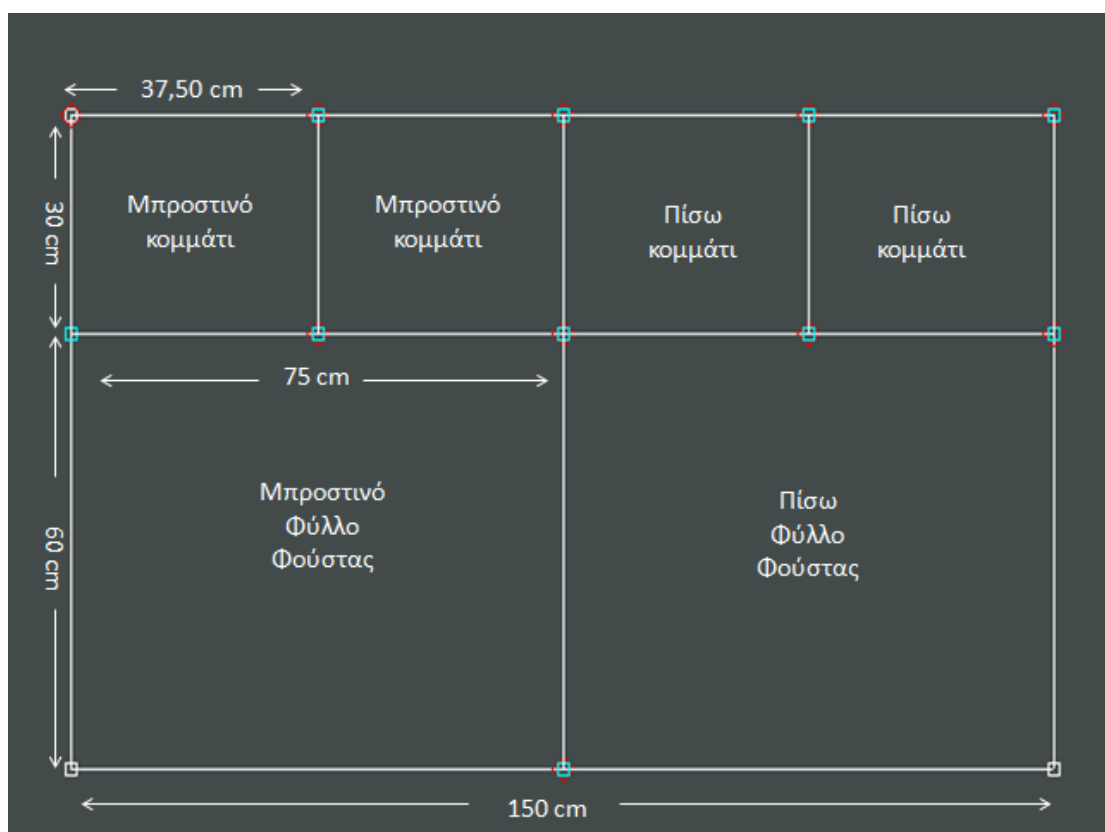 37,50 cm
30 cm
Μπροστινό
κομμάτι
Μπροστινό
κομμάτι
Πίσω
κομμάτι
Πίσω
κομμάτι
75 cm
60 cm
Μπροστινό
Φύλλο
Φούστας
Πίσω
Φύλλο
Φούστας
150 cm